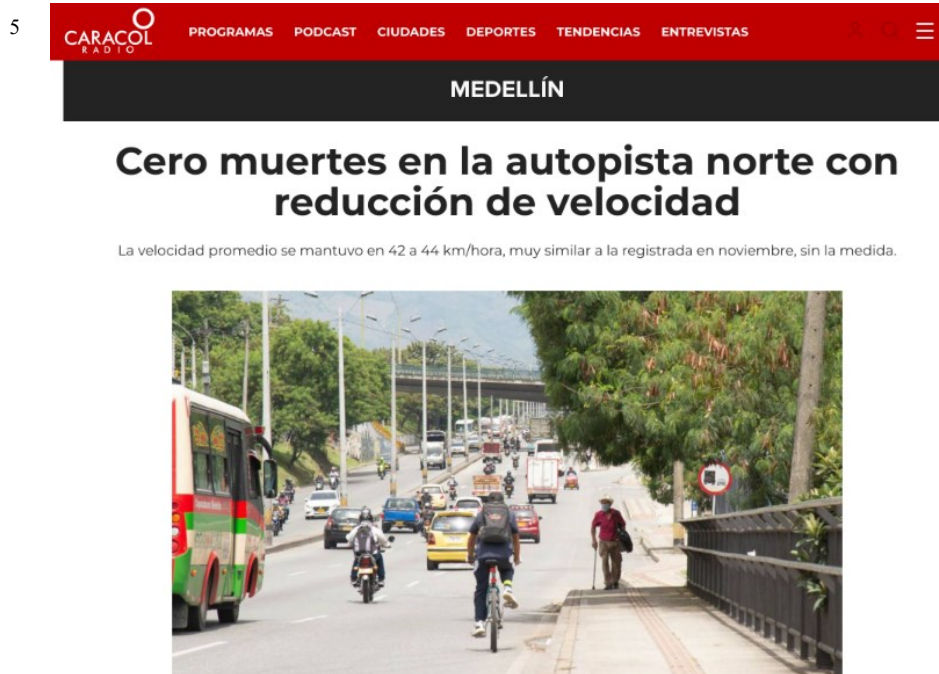 5
CARACOL
RADIO
PROGRAMAS PODCAST CIUDADES DEPORTES TENDENCIAS ENTREVISTAS
MEDELLÍN
Cero muertes en la autopista norte con
reducción de velocidad
La velocidad promedio se mantuvo en 42 a 44 km/hora, muy similar a la registrada en noviembre, sin la medida.